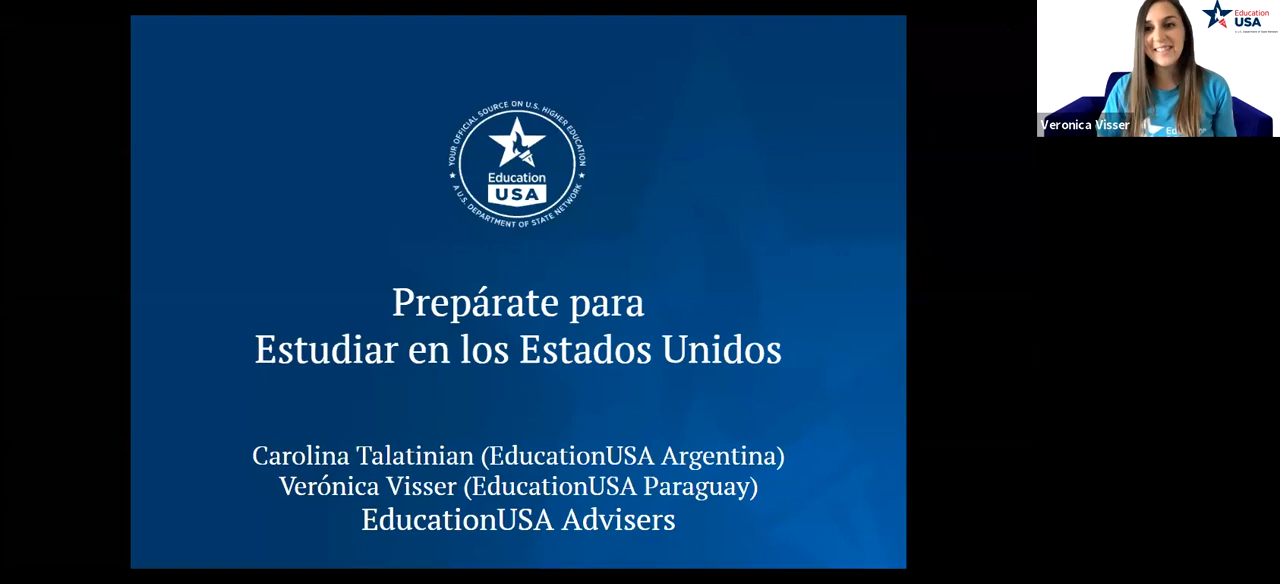 YOUR OFFICIAL SOURCE ON U.S. HIGHER EDUCATION
Education
USA
A U.S. DEPARTMENT OF STATE NETWORK
Prepárate para
Estudiar en los Estados Unidos
Carolina Talatinian (EducationUSA Argentina)
Verónica Visser (EducationUSA Paraguay)
EducationUSA Advisers
Education
USA
Veronica Visser